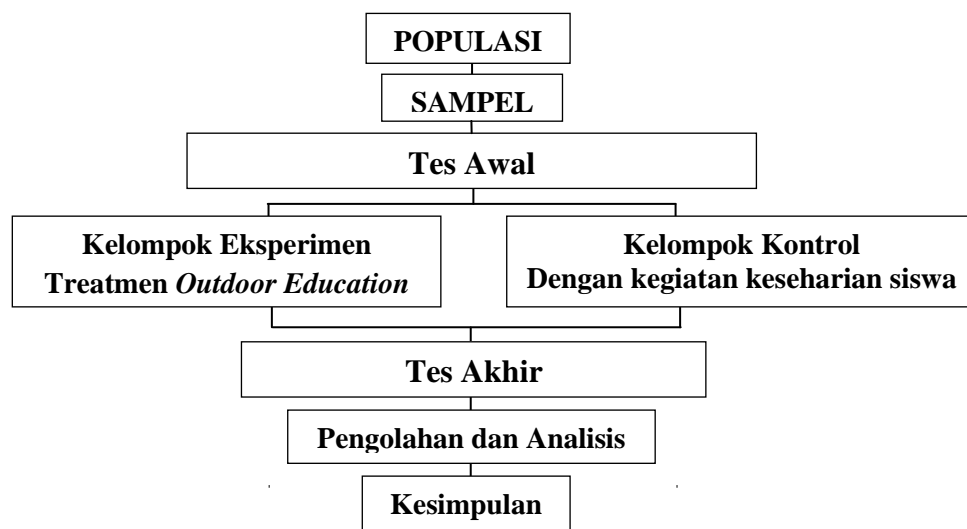 POPULASI
SAMPEL
Tes Awal
Kelompok Eksperimen
Treatmen Outdoor Education
Kelompok Kontrol
Dengan kegiatan keseharian siswa
Tes Akhir
Pengolahan dan Analisis
Kesimpulan